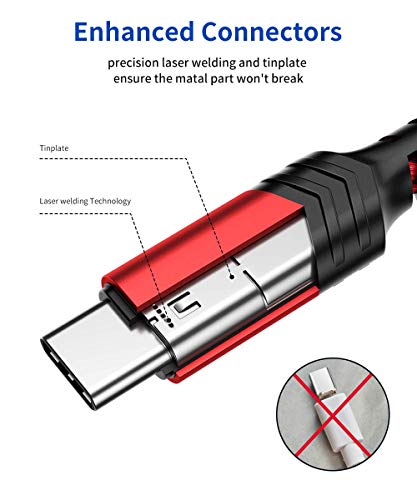 Enhanced Connectors
precision laser welding and tinplate
ensure the matal part won't break
Tinplate
Laser welding Technology